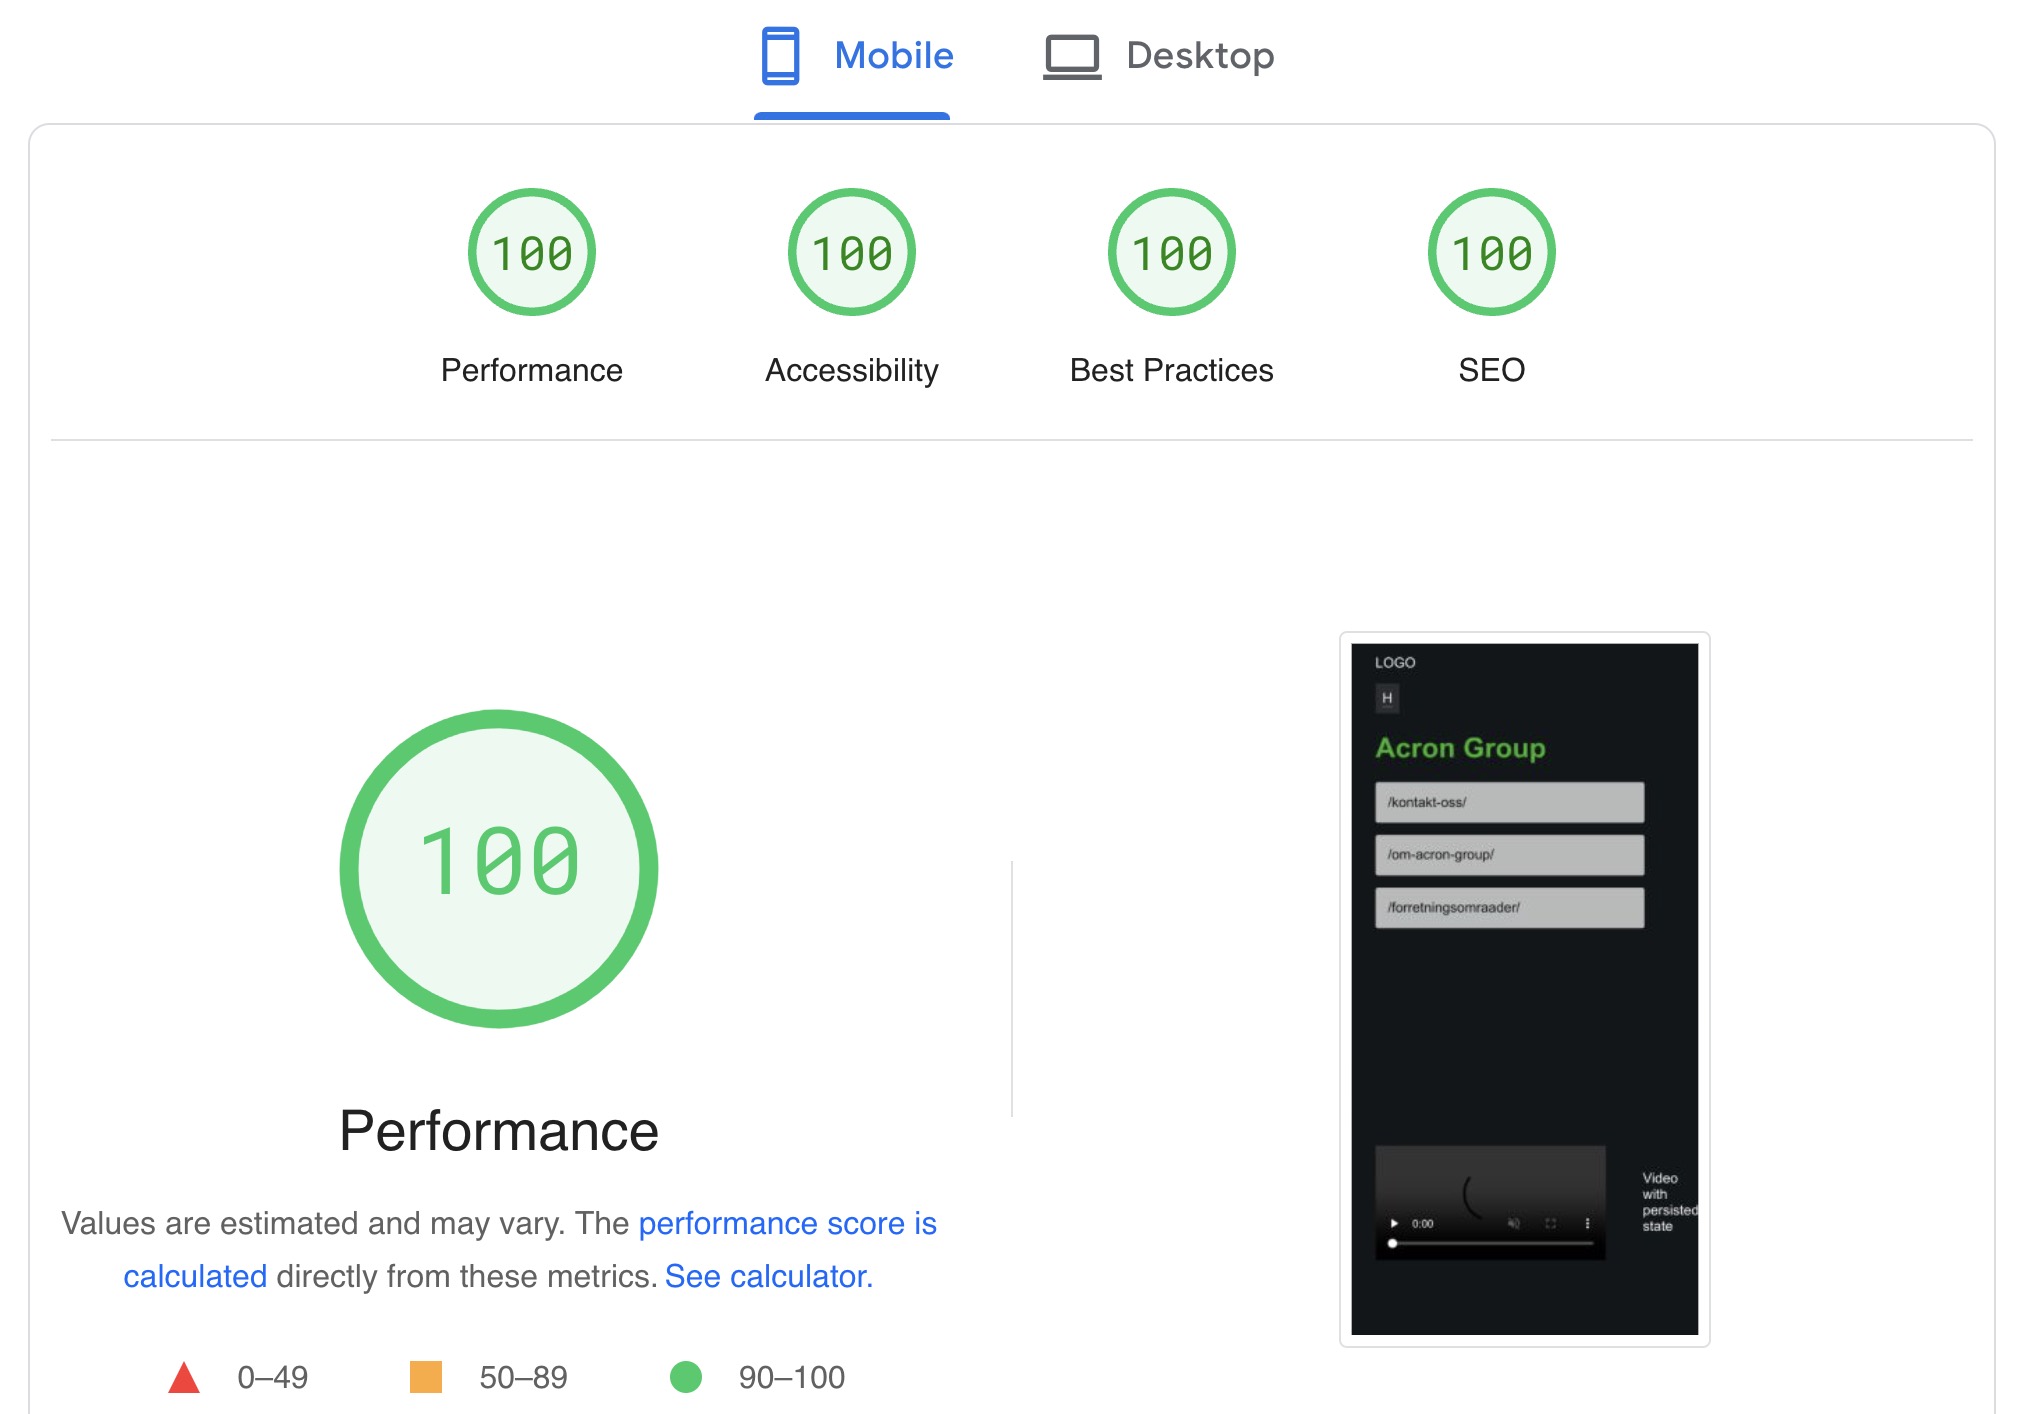 Mobile
Desktop
100
100
100
100
Performance
Accessibility
Best Practices
SEO
100
Performance
Values are estimated and may vary. The performance score is
calculated directly from these metrics. See calculator.
0–49
50–89
90–100
LOGO
H
Acron Group
/kontakt-oss/
/om-acron-group/
/forretningsomraader/
0:00
Video
with
persisted
state